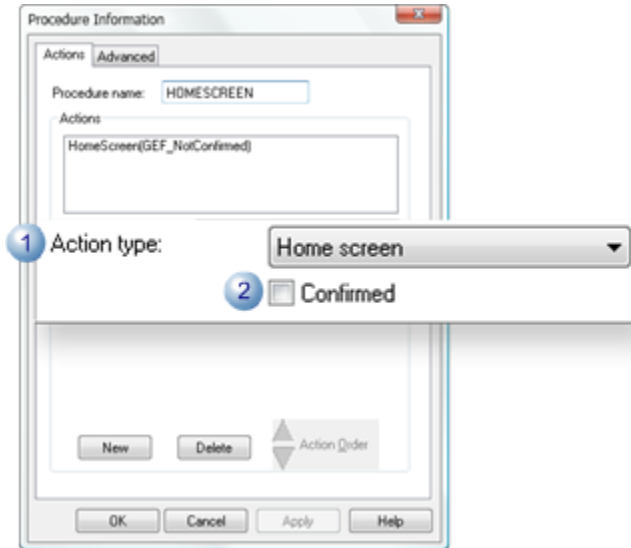 Procedure Information
Actions Advanced
Procedure name: HOMESCREEN
Actions
HomeScreen(GEF_NotConfirmed)
1 Action type: Home screen
2 Confirmed
New Delete Action Order
OK Cancel Apply Help